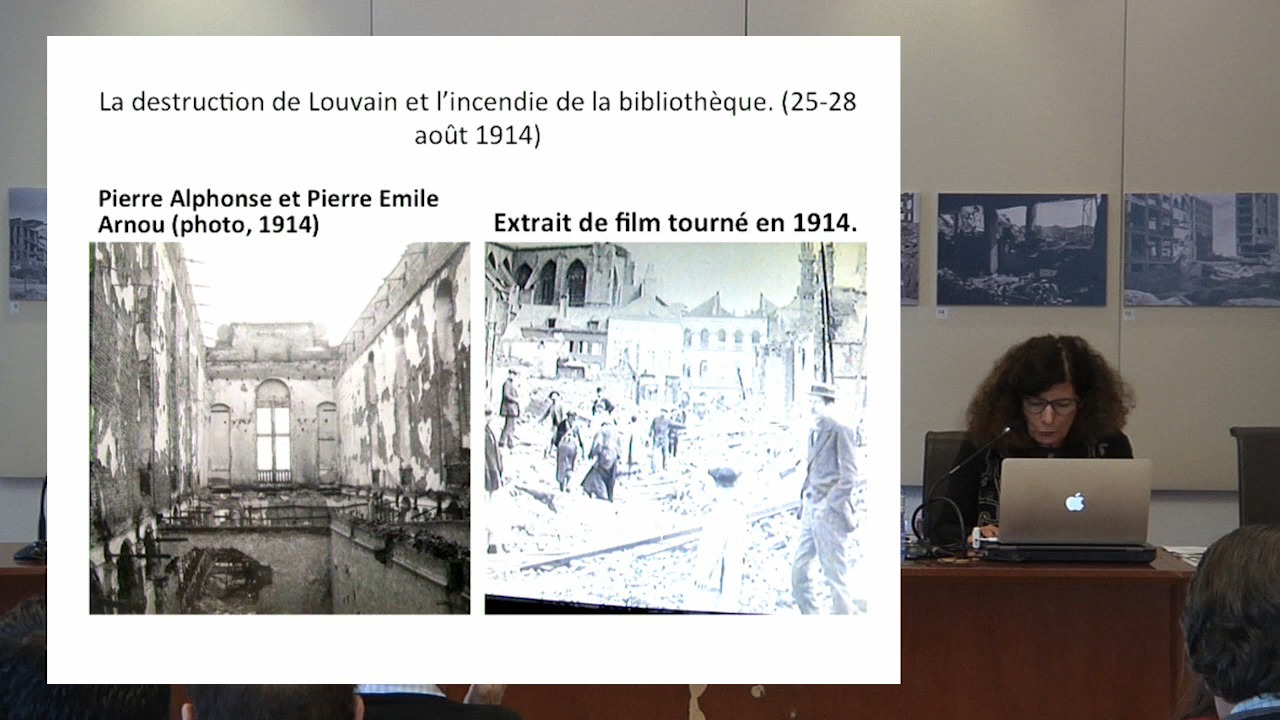 La destruction de Louvain et l’incendie de la bibliothèque. (25-28
août 1914)
Pierre Alphonse et Pierre Emile
Arnou (photo, 1914)
Extrait de film tourné en 1914.